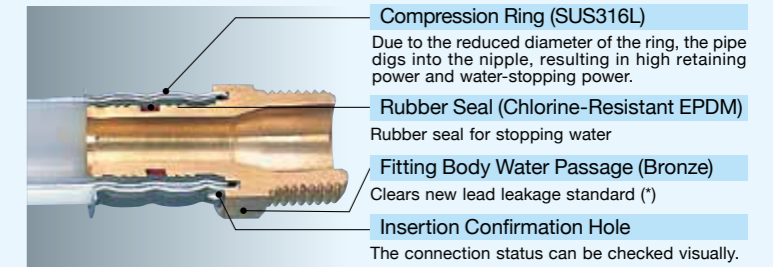 Compression Ring (SUS316L)
Due to the reduced diameter of the ring, the pipe
digs into the nipple, resulting in high retaining
power and water-stopping power.
Rubber Seal (Chlorine-Resistant EPDM)
Rubber seal for stopping water
Fitting Body Water Passage (Bronze)
Clears new lead leakage standard (*)
Insertion Confirmation Hole
The connection status can be checked visually.